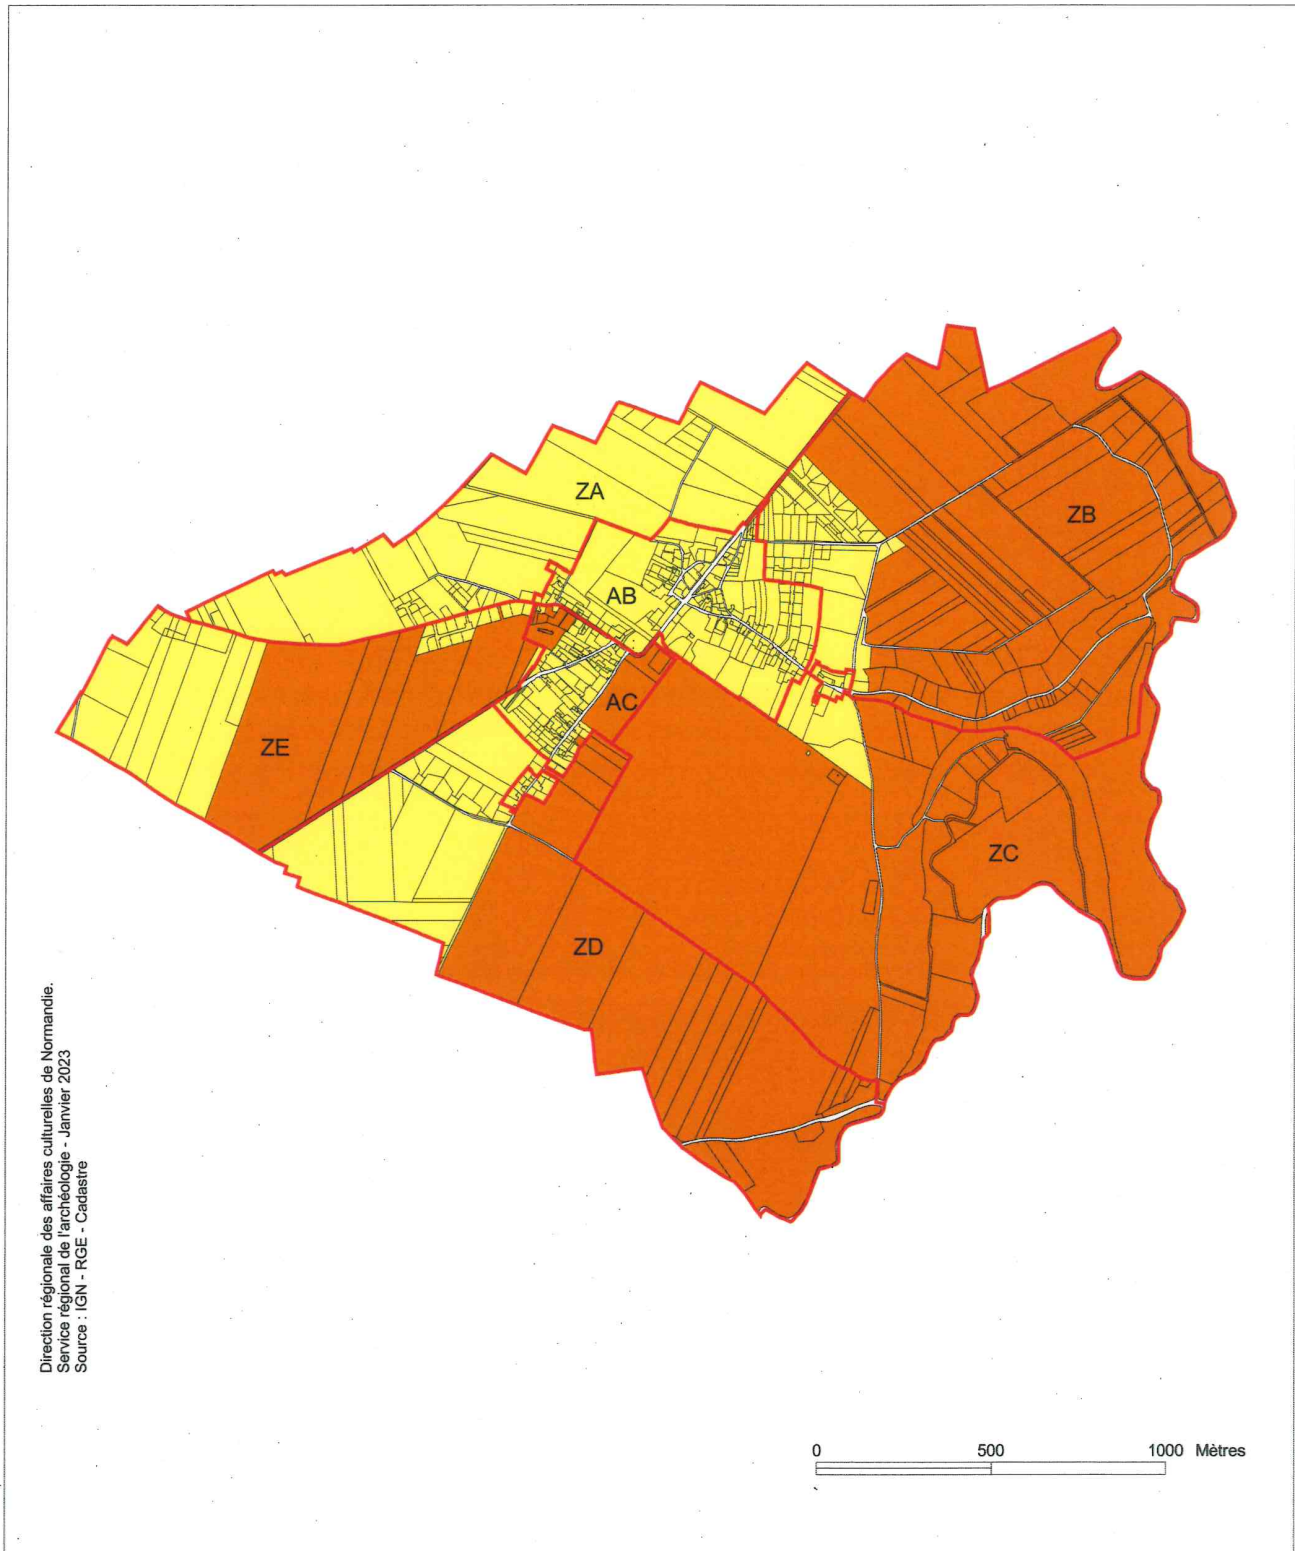 ZA
ZB
AB
AC
ZE
ZC
ZD
Direction régionale des affaires culturelles de Normandie.
Service régional de l'archéologie - Janvier 2023
Source : IGN - RGE - Cadastre
0 500 1000 Mètres